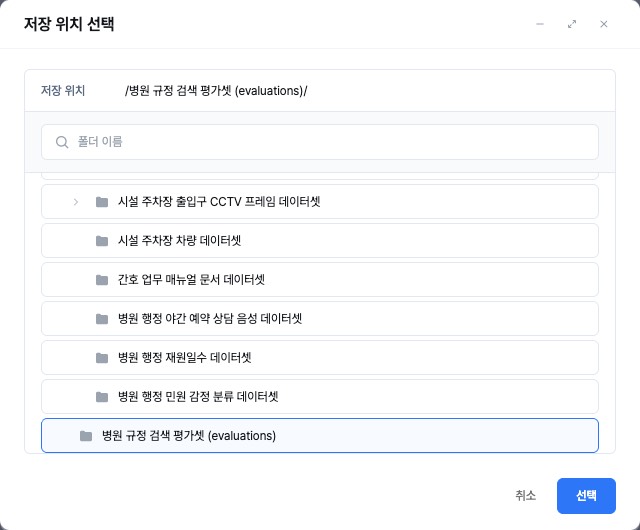 저장 위치 선택
저장 위치 /병원 규정 검색 평가셋 (evaluations)/
폴더 이름
시설 주차장 출입구 CCTV 프레임 데이터셋
시설 주차장 차량 데이터셋
간호 업무 매뉴얼 문서 데이터셋
병원 행정 야간 예약 상담 음성 데이터셋
병원 행정 재원일수 데이터셋
병원 행정 민원 감정 분류 데이터셋
병원 규정 검색 평가셋 (evaluations)
취소 선택